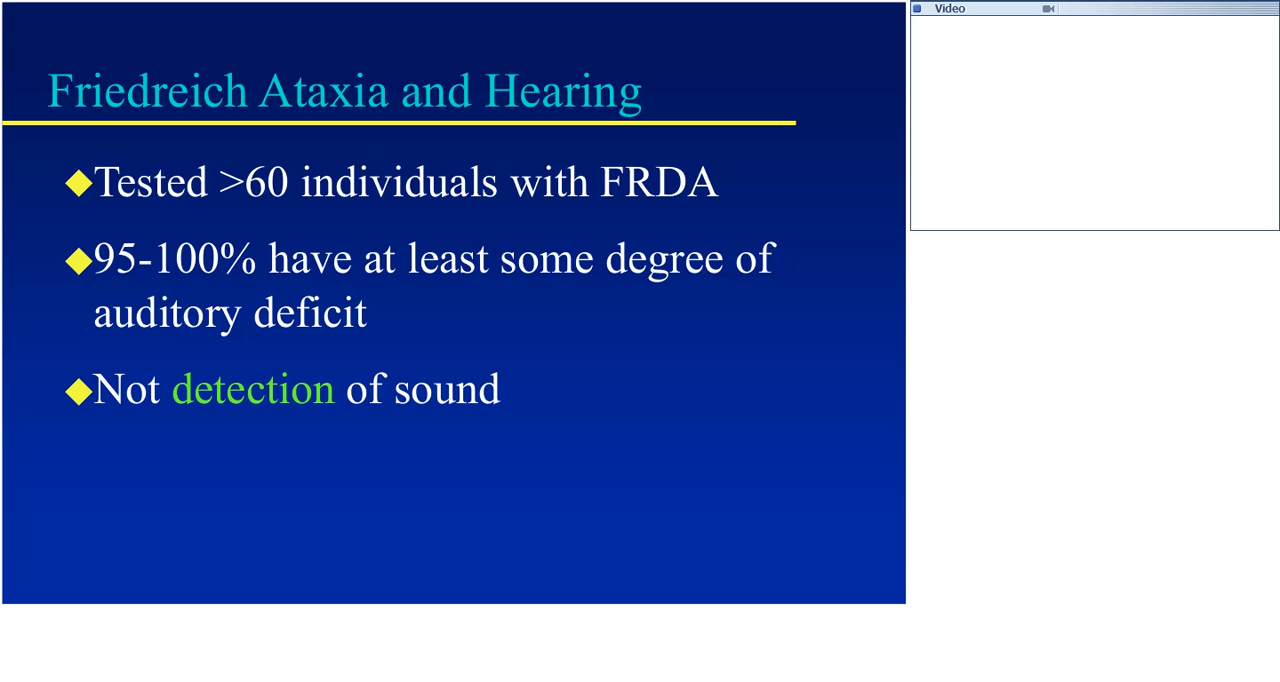 Friedreich Ataxia and Hearing
Tested >60 individuals with FRDA
95-100% have at least some degree of
auditory deficit
Not detection of sound
Video